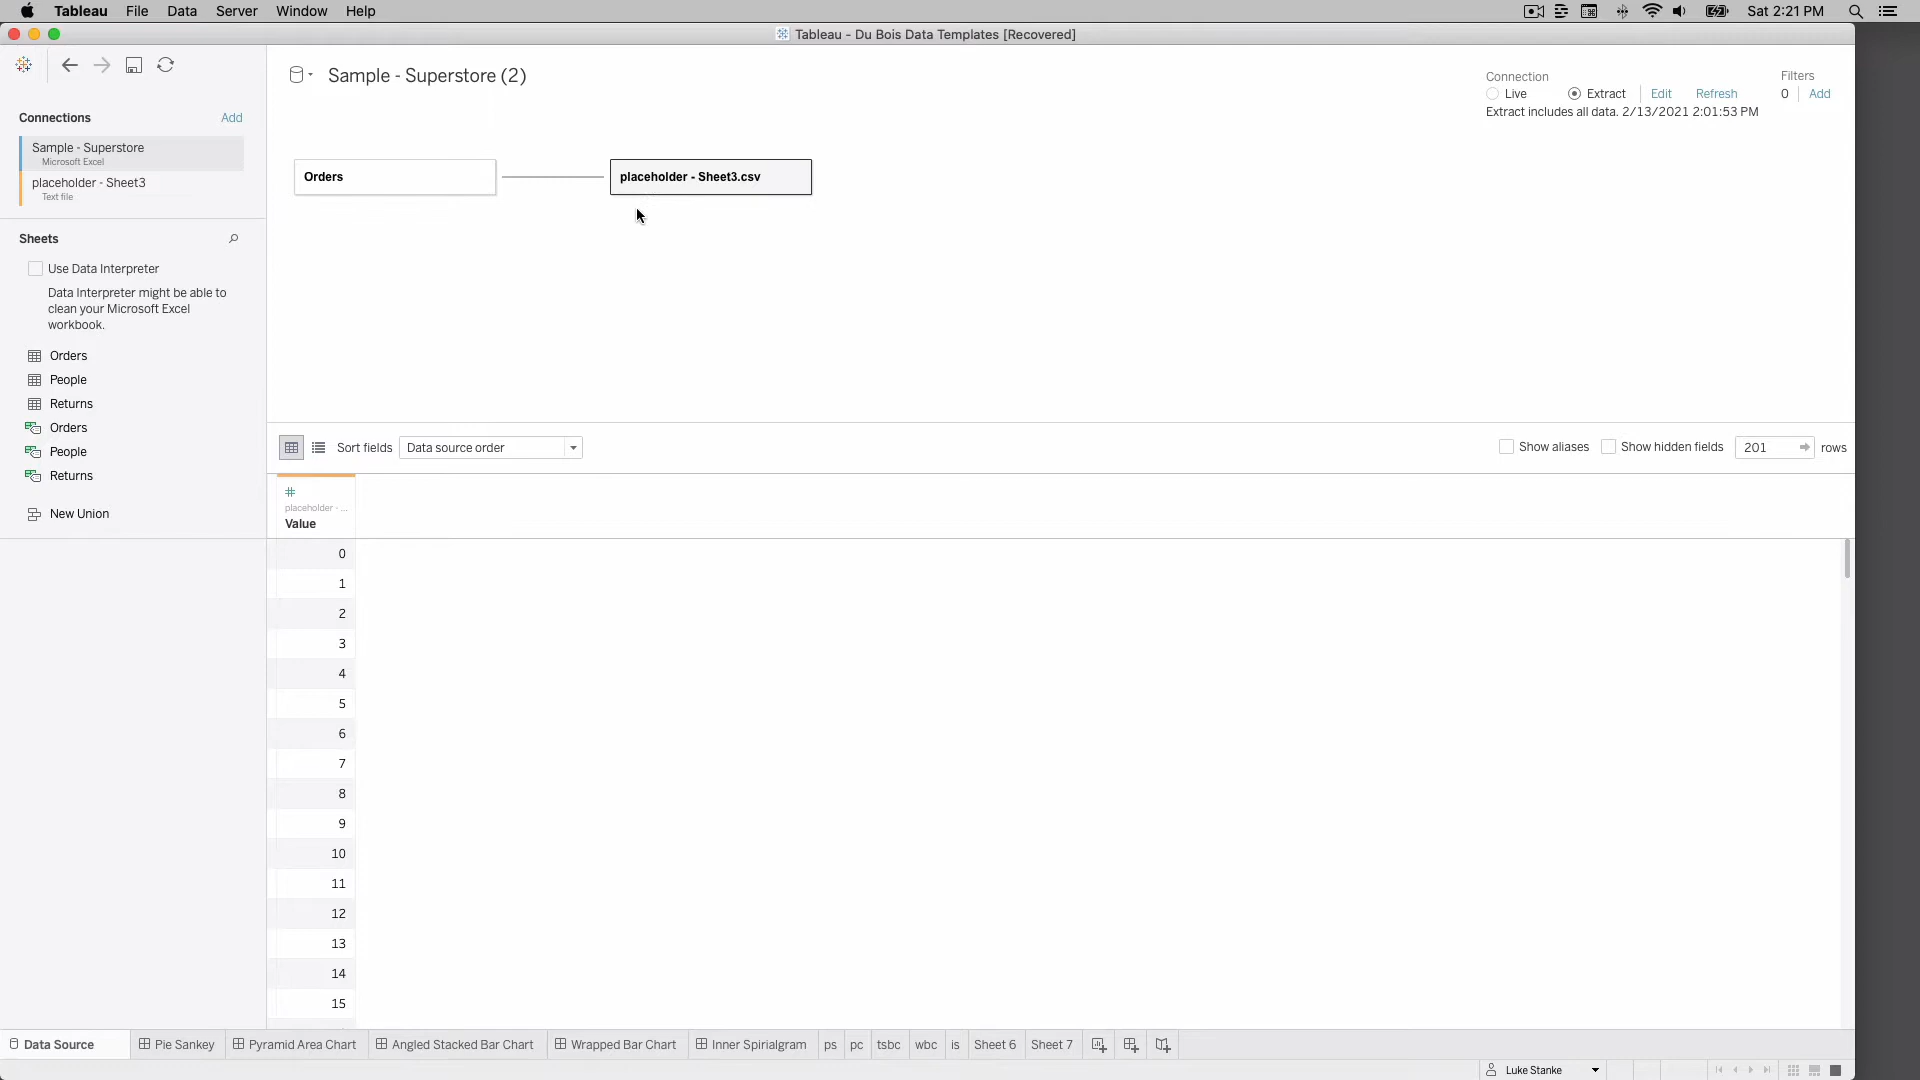 Tableau File Data Server Window Help
Sat 2:21 PM
Tableau - Du Bois Data Templates [Recovered]
Sample - Superstore (2)
Connection
Live Extract Edit Refresh
Extract includes all data. 2/13/2021 2:01:53 PM
Filters
0 Add
Connections Add
Sample - Superstore
Microsoft Excel
placeholder - Sheet3
Text file
Orders
placeholder - Sheet3.csv
Sheets
Use Data Interpreter
Data Interpreter might be able to
clean your Microsoft Excel
workbook.
Orders
People
Returns
Orders
People
Returns
New Union
Sort fields Data source order
Show aliases Show hidden fields 201 rows
#
placeholder - ...
Value
0
1
2
3
4
5
6
7
8
9
10
11
12
13
14
15
Data Source Pie Sankey Pyramid Area Chart Angled Stacked Bar Chart Wrapped Bar Chart Inner Spirialgram ps pc tsbc wbc is Sheet 6 Sheet 7
Luke Stanke